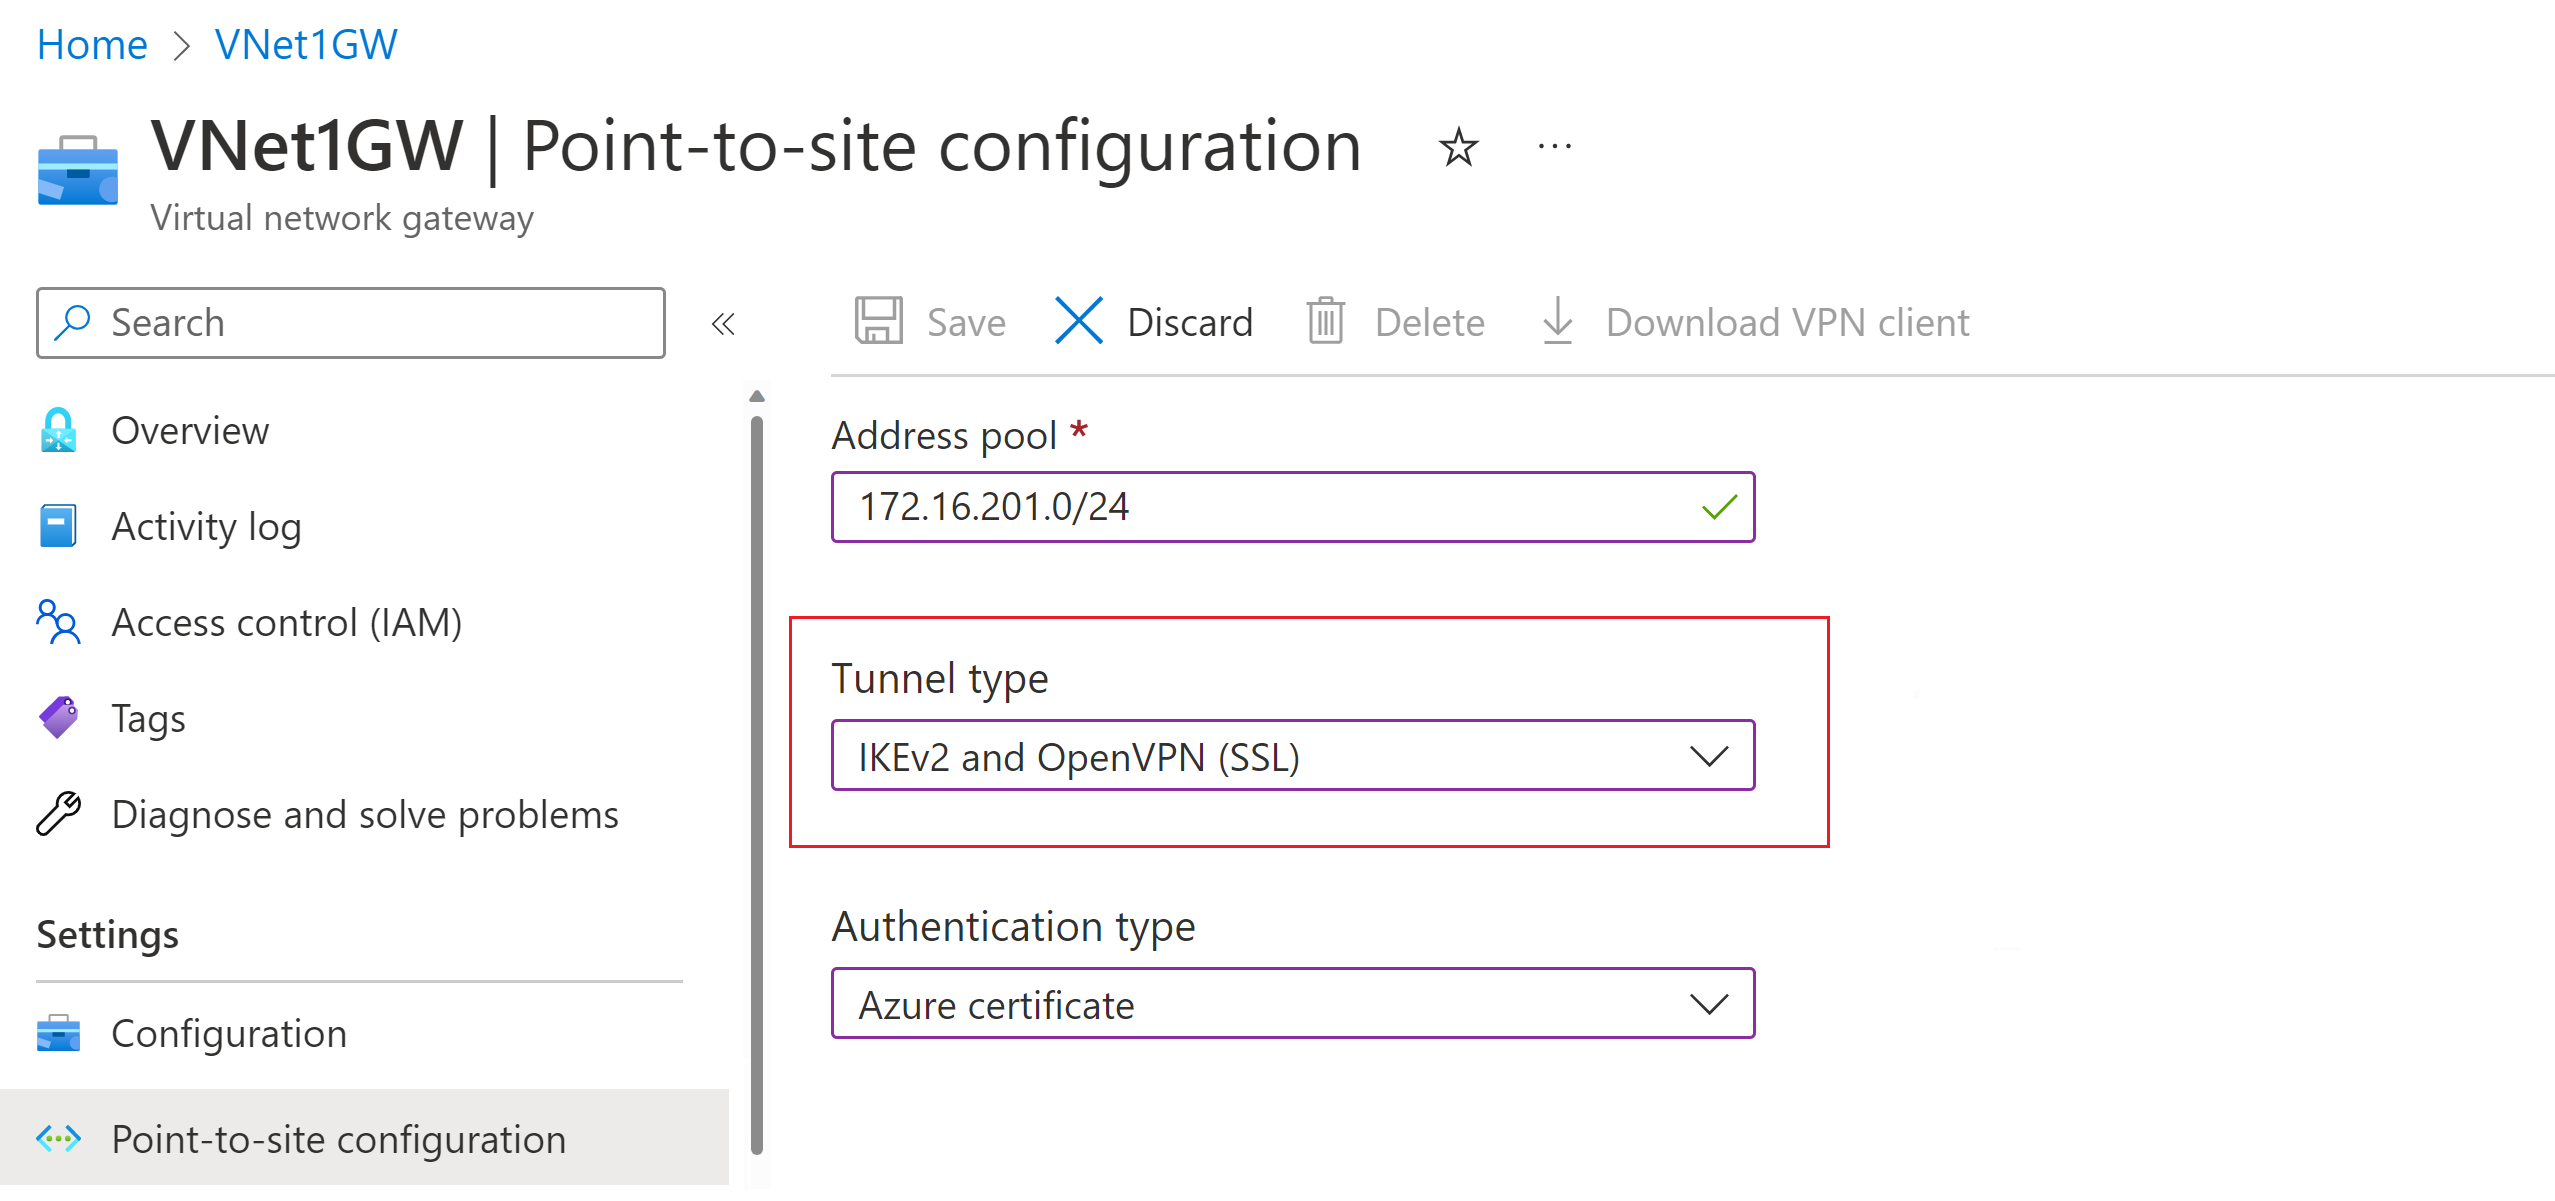 Home > VNet1GW
VNet1GW | Point-to-site configuration
Virtual network gateway
Search
Overview
Activity log
Access control (IAM)
Tags
Diagnose and solve problems
Settings
Configuration
Point-to-site configuration
Save Discard Delete Download VPN client
Address pool *
172.16.201.0/24
Tunnel type
IKEv2 and OpenVPN (SSL)
Authentication type
Azure certificate